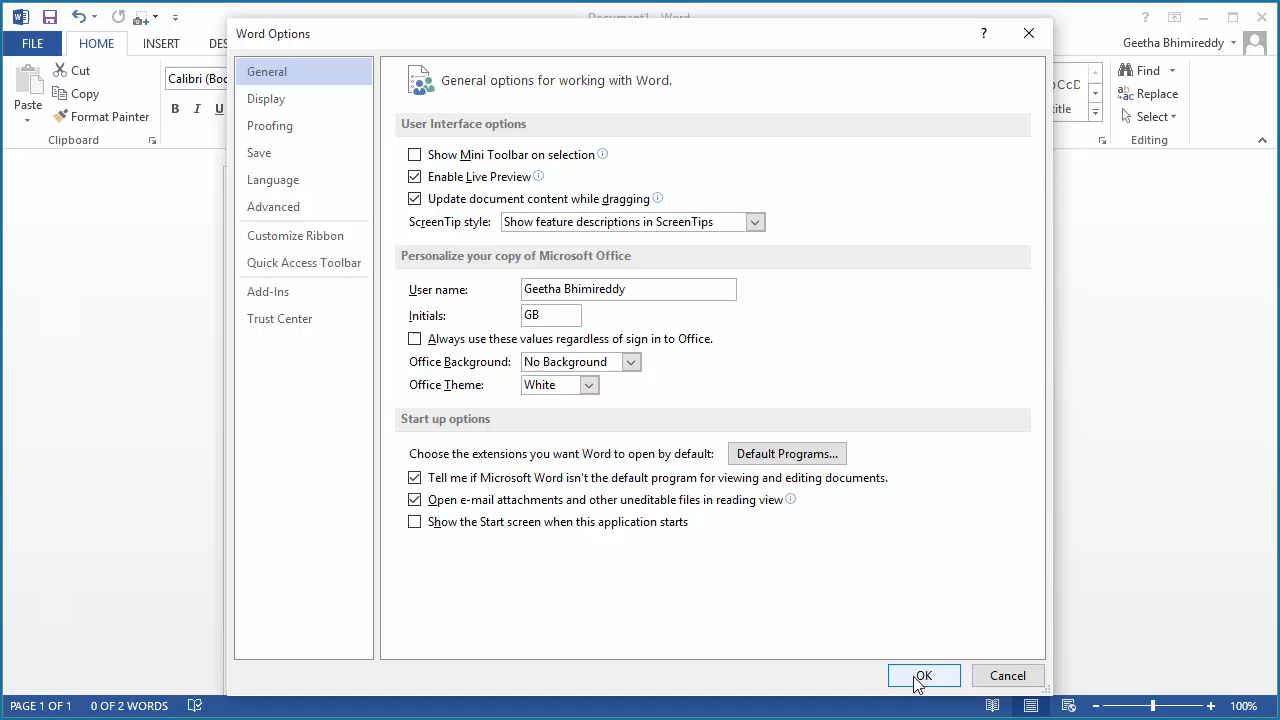 Document1 - Word
Word Options
FILE HOME INSERT DES
Geetha Bhimireddy
Paste
Cut
Copy
Format Painter
Clipboard
Calibri (Boc
B I U
Find
Replace
Select
Editing
General
Display
Proofing
Save
Language
Advanced
Customize Ribbon
Quick Access Toolbar
Add-Ins
Trust Center
General options for working with Word.
User Interface options
Show Mini Toolbar on selection
Enable Live Preview
Update document content while dragging
ScreenTip style: Show feature descriptions in ScreenTips
Personalize your copy of Microsoft Office
User name: Geetha Bhimireddy
Initials: GB
Always use these values regardless of sign in to Office.
Office Background: No Background
Office Theme: White
Start up options
Choose the extensions you want Word to open by default: Default Programs...
Tell me if Microsoft Word isn't the default program for viewing and editing documents.
Open e-mail attachments and other uneditable files in reading view
Show the Start screen when this application starts
OK Cancel
PAGE 1 OF 1 0 OF 2 WORDS 100%